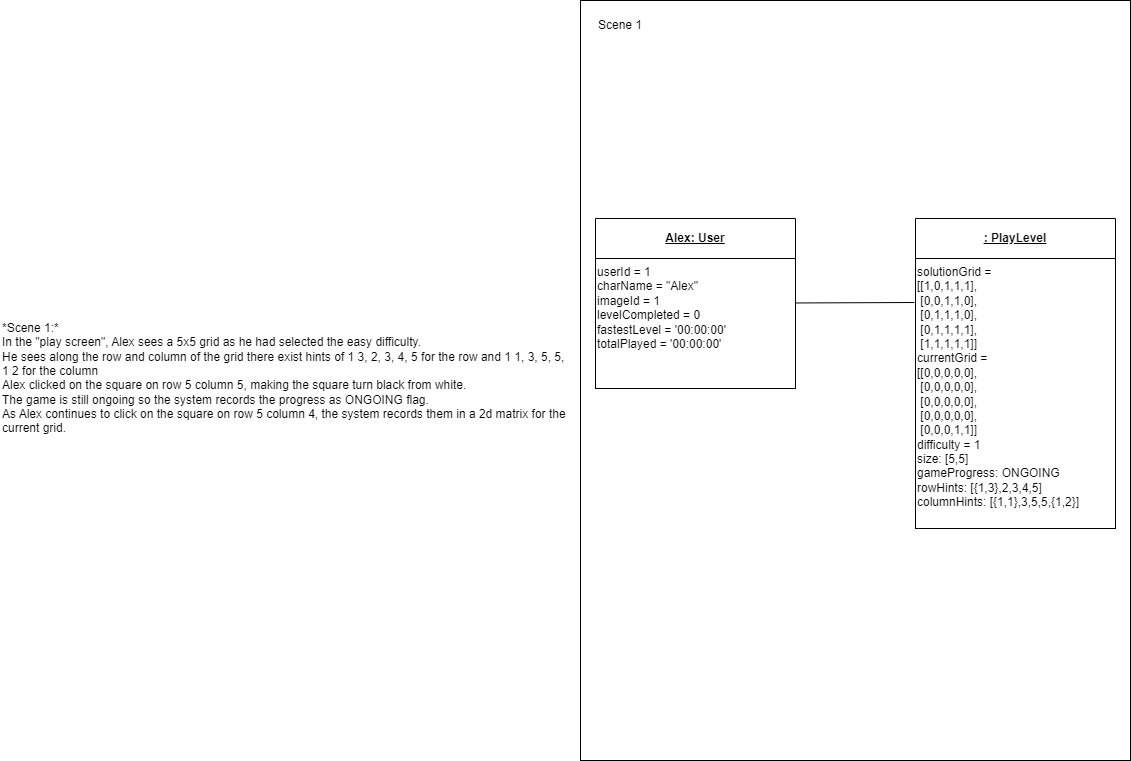 *Scene 1:*
In the "play screen", Alex sees a 5x5 grid as he had selected the easy difficulty.
He sees along the row and column of the grid there exist hints of 1 3, 2, 3, 4, 5 for the row and 1 1, 3, 5, 5,
1 2 for the column
Alex clicked on the square on row 5 column 5, making the square turn black from white.
The game is still ongoing so the system records the progress as ONGOING flag.
As Alex continues to click on the square on row 5 column 4, the system records them in a 2d matrix for the
current grid.
Scene 1
Alex: User
userId = 1
charName = "Alex"
imageId = 1
levelCompleted = 0
fastestLevel = '00:00:00'
totalPlayed = '00:00:00'
: PlayLevel
solutionGrid =
[[1,0,1,1,1],
[0,0,1,1,0],
[0,1,1,1,0],
[0,1,1,1,1],
[1,1,1,1,1]]
currentGrid =
[[0,0,0,0,0],
[0,0,0,0,0],
[0,0,0,0,0],
[0,0,0,0,0],
[0,0,0,1,1]]
difficulty = 1
size: [5,5]
gameProgress: ONGOING
rowHints: [{1,3},2,3,4,5]
columnHints: [{1,1},3,5,5,{1,2}]